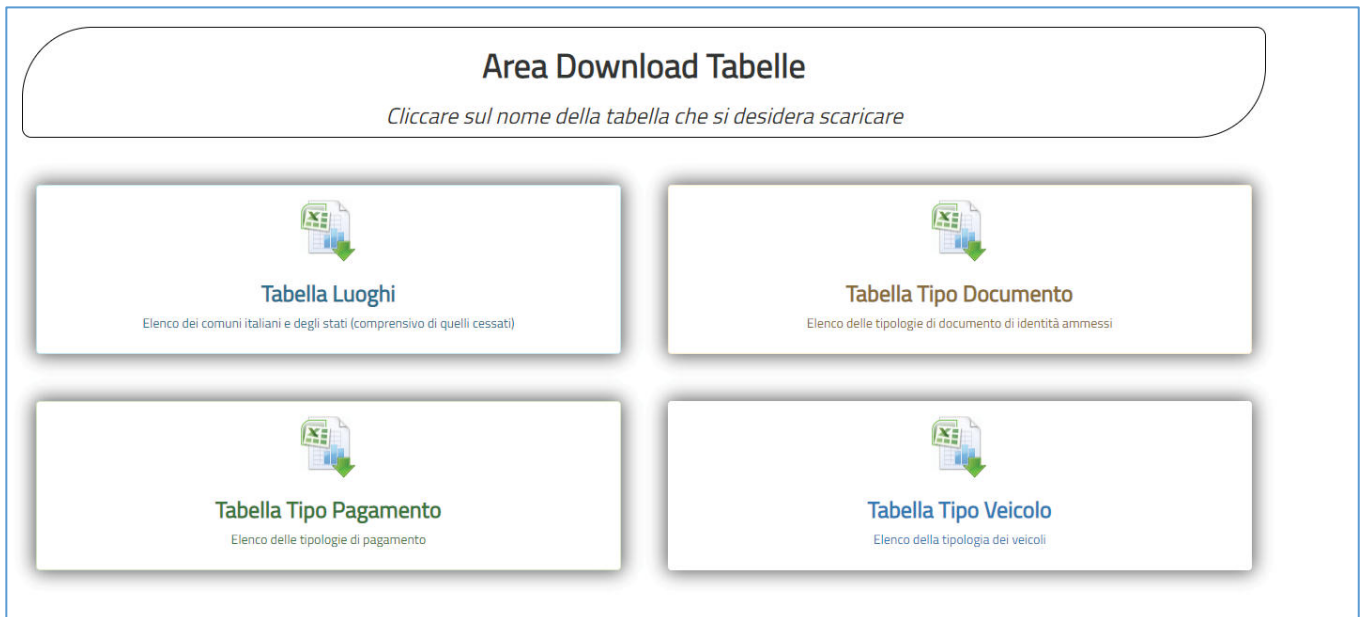 Area Download Tabelle
Cliccare sul nome della tabella che si desidera scaricare
Tabella Luoghi
Elenco dei comuni italiani e degli stati (comprensivo di quelli cessati)
Tabella Tipo Documento
Elenco delle tipologie di documento di identità ammessi
Tabella Tipo Pagamento
Elenco delle tipologie di pagamento
Tabella Tipo Veicolo
Elenco della tipologia dei veicoli